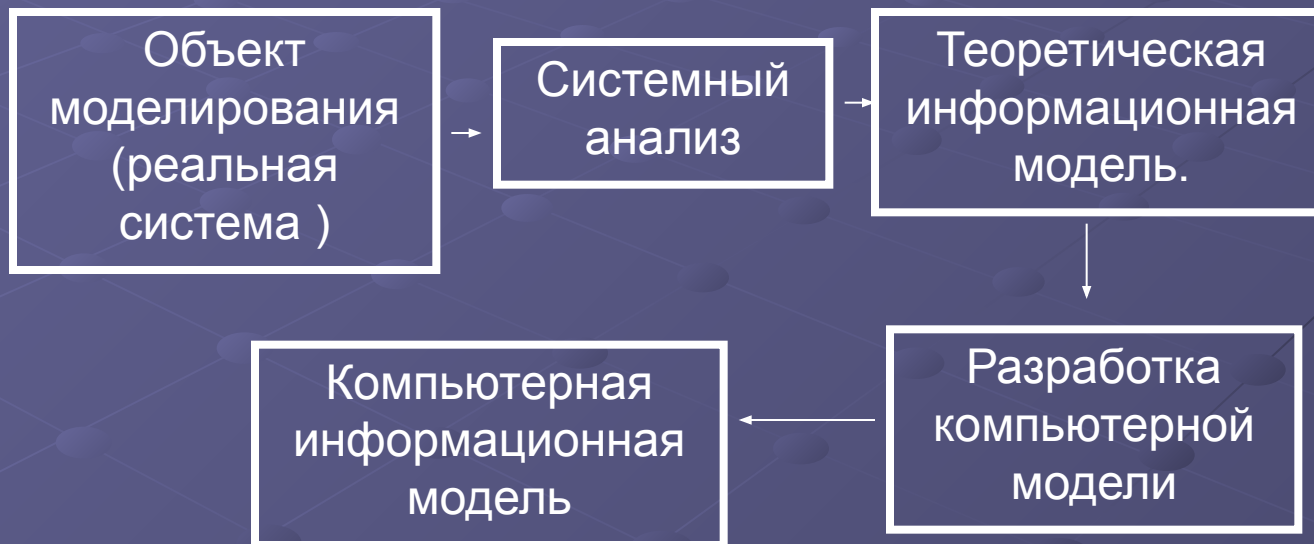 Объект
моделирования
(реальная
система )
Системный
анализ
Теоретическая
информационная
модель.
Разработка
компьютерной
модели
Компьютерная
информационная
модель